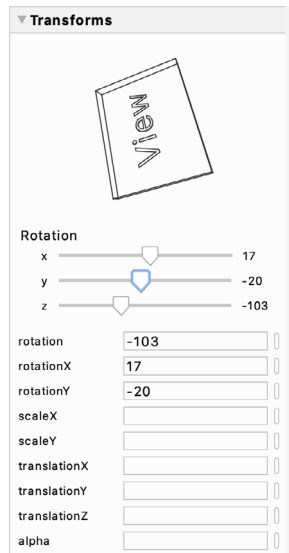 Transforms
View
Rotation
x 17
y -20
z -103
rotation -103
rotationX 17
rotationY -20
scaleX
scaleY
translationX
translationY
translationZ
alpha